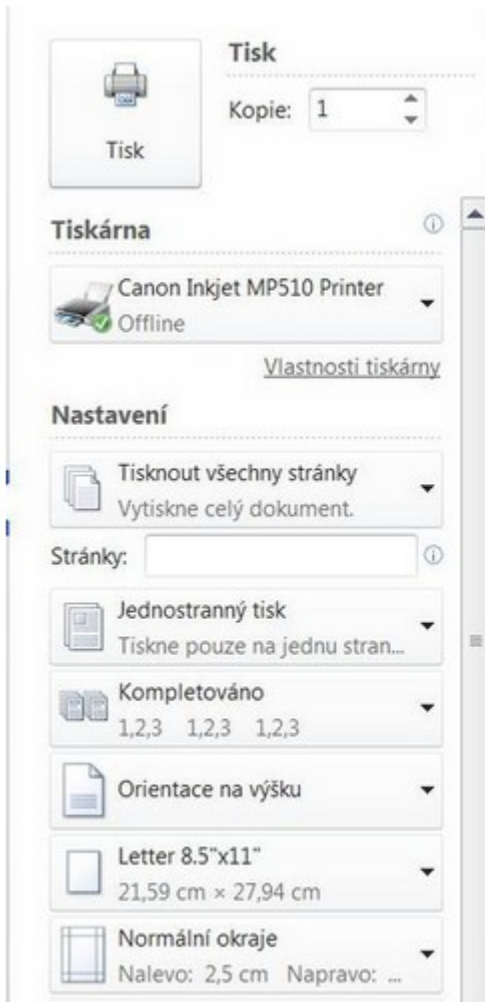 Tisk
Tisk
Kopie: 1
Tiskárna
Canon Inkjet MP510 Printer
Offline
Vlastnosti tiskárny
Nastavení
Tisknout všechny stránky
Vytiskne celý dokument.
Stránky:
Jednostranný tisk
Tiskne pouze na jednu stran...
Kompletováno
1,2,3 1,2,3 1,2,3
Orientace na výšku
Letter 8.5"x11"
21,59 cm × 27,94 cm
Normální okraje
Nalevo: 2,5 cm Napravo: ...